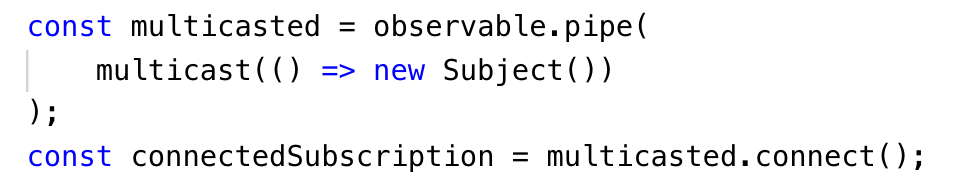 const multicasted = observable.pipe(
    multicast(() => new Subject())
);
const connectedSubscription = multicasted.connect();